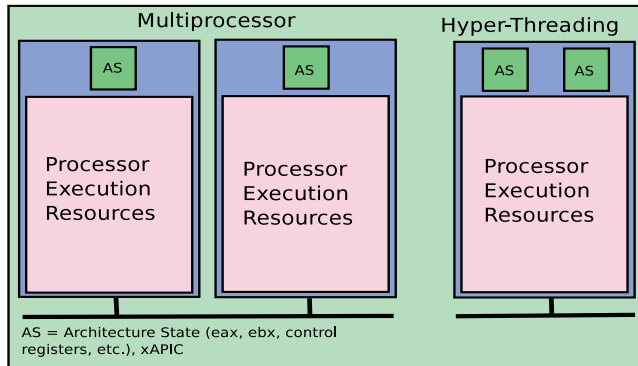 Multiprocessor
AS
Processor
Execution
Resources
AS
Processor
Execution
Resources
Hyper-Threading
AS
AS
Processor
Execution
Resources
AS = Architecture State (eax, ebx, control
registers, etc.), xAPIC